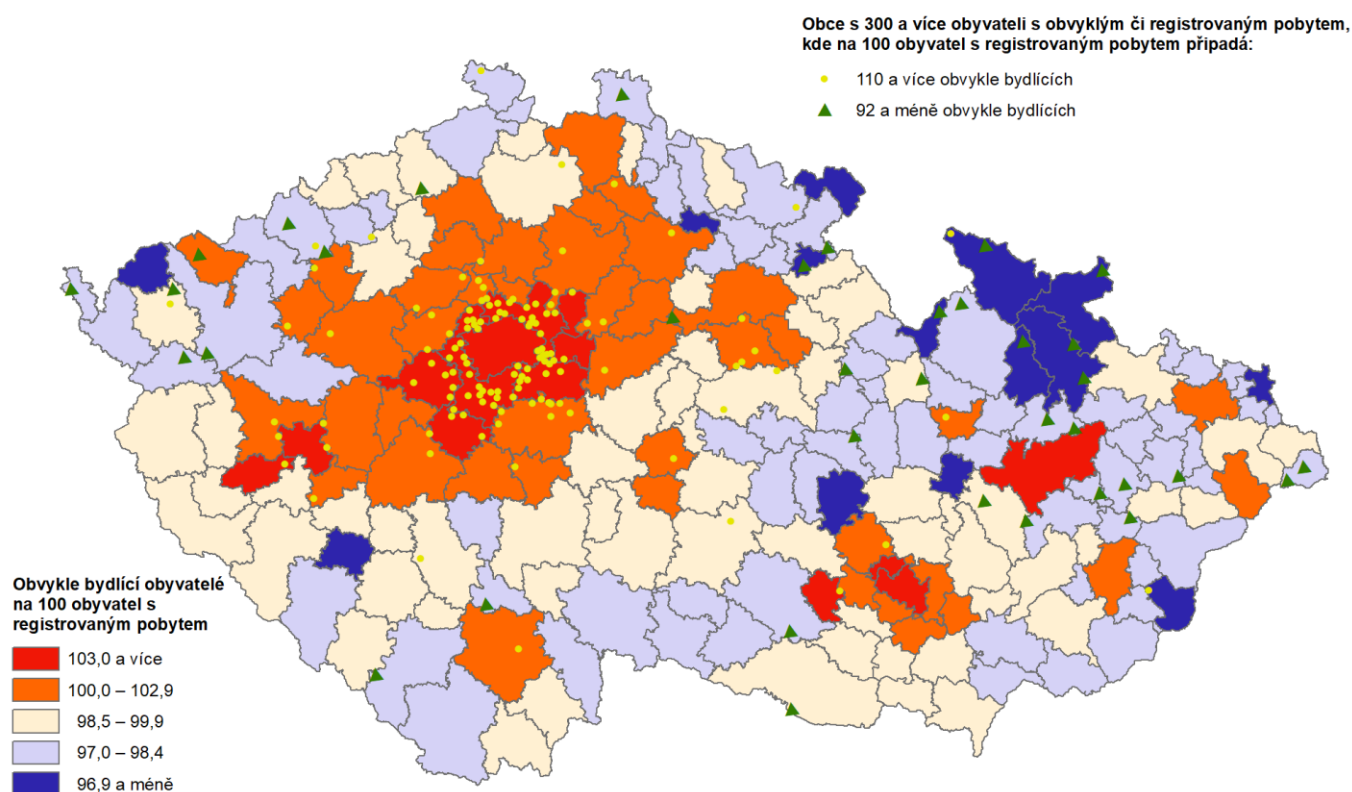 Obce s 300 a více obyvateli s obvyklým či registrovaným pobytem,
kde na 100 obyvatel s registrovaným pobytem připadá:
110 a více obvykle bydlících
92 a méně obvykle bydlících
Obvykle bydlící obyvatelé
na 100 obyvatel s
registrovaným pobytem
103,0 a více
100,0 – 102,9
98,5 – 99,9
97,0 – 98,4
96,9 a méně